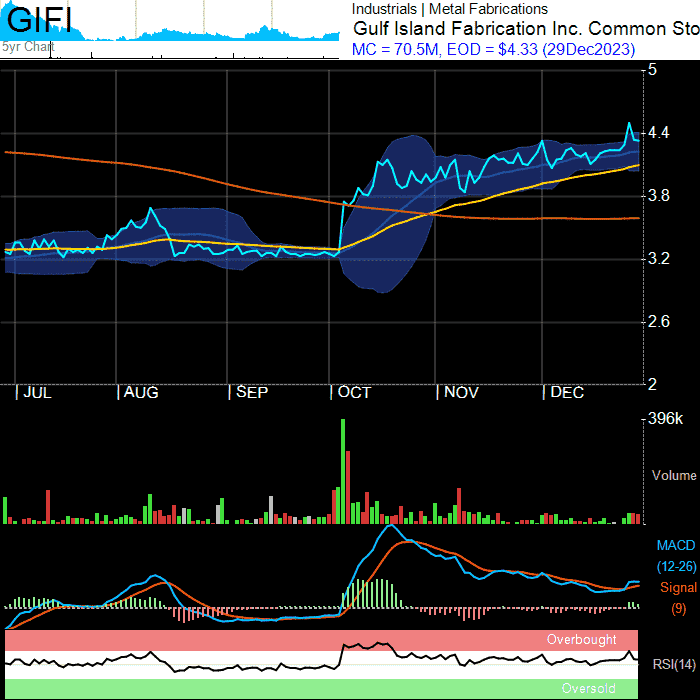 GIFI
5yr Chart
Industrials | Metal Fabrications
Gulf Island Fabrication Inc. Common Sto
MC = 70.5M, EOD = $4.33 (29Dec2023)
5
4.4
3.8
3.2
2.6
2
| JUL | AUG | SEP | OCT | NOV | DEC
396k
Volume
MACD
(12-26)
Signal
(9)
Overbought
RSI(14)
Oversold